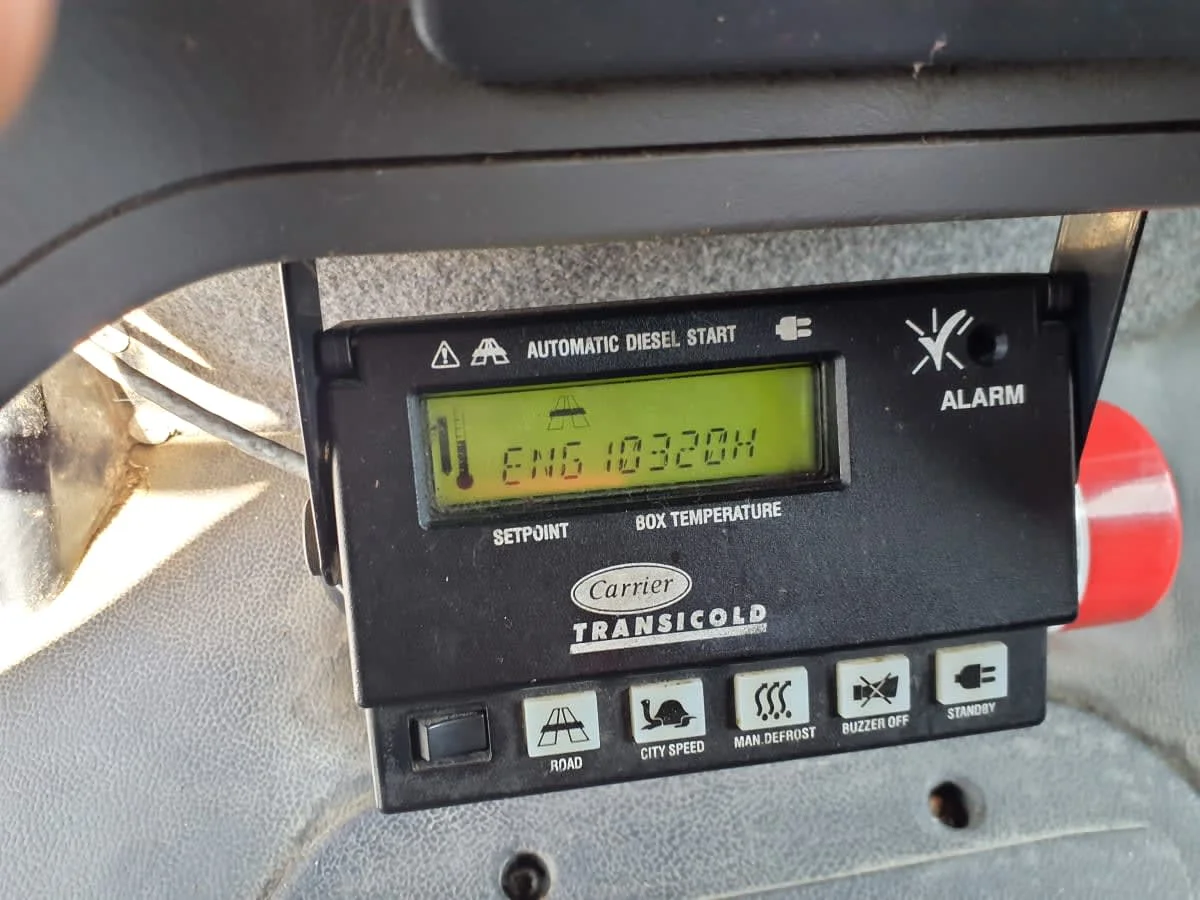 AUTOMATIC DIESEL START
ALARM
ENG 10320H
SETPOINT BOX TEMPERATURE
Carrier
TRANSICOLD
ROAD CITY SPEED MAN.DEFROST BUZZER OFF STANDBY